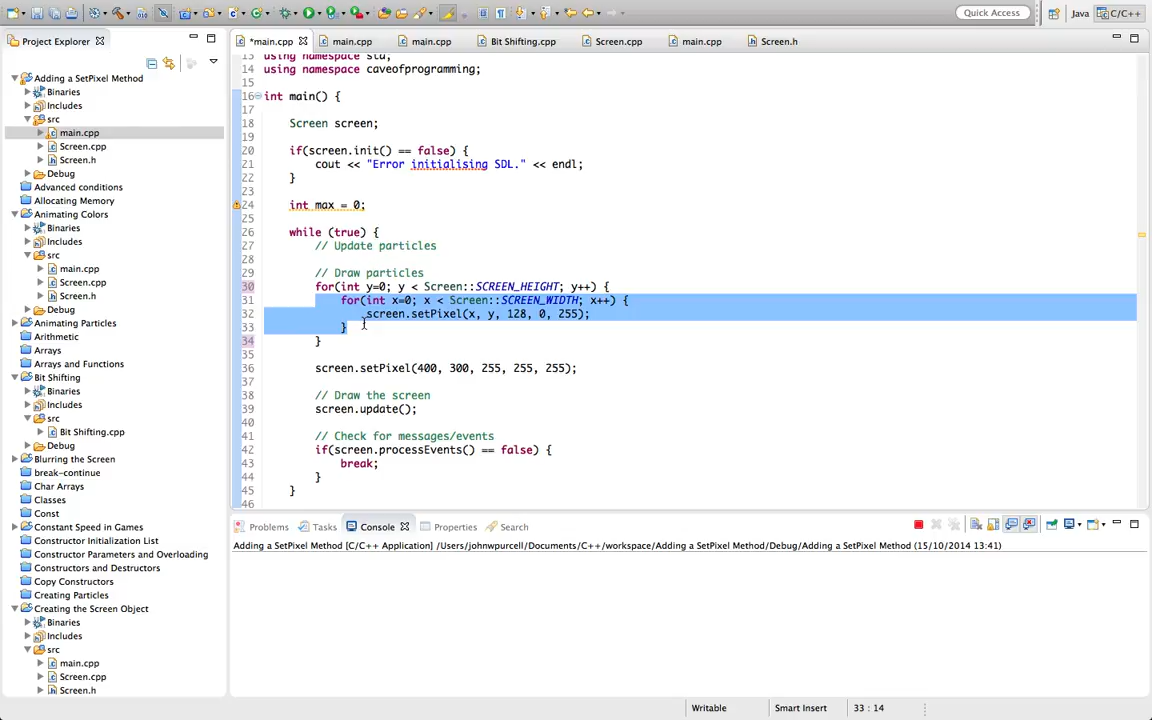 Quick Access
Java
C/C++
Project Explorer
Adding a SetPixel Method
Binaries
Includes
src
main.cpp
Screen.cpp
Screen.h
Debug
Advanced conditions
Allocating Memory
Animating Colors
Binaries
Includes
src
main.cpp
Screen.cpp
Screen.h
Debug
Animating Particles
Arithmetic
Arrays
Arrays and Functions
Bit Shifting
Binaries
Includes
src
Bit Shifting.cpp
Debug
Blurring the Screen
break-continue
Char Arrays
Classes
Const
Constant Speed in Games
Constructor Initialization List
Constructor Parameters and Overloading
Constructors and Destructors
Copy Constructors
Creating Particles
Creating the Screen Object
Binaries
Includes
src
main.cpp
Screen.cpp
Screen.h
*main.cpp
main.cpp
main.cpp
Bit Shifting.cpp
Screen.cpp
main.cpp
Screen.h
13 using namespace std;
14 using namespace caveofprogramming;
15
16 int main() {
17
18 Screen screen;
19
20 if(screen.init() == false) {
21 cout << "Error initialising SDL." << endl;
22 }
23
24 int max = 0;
25
26 while (true) {
27 // Update particles
28
29 // Draw particles
30 for(int y=0; y < Screen::SCREEN_HEIGHT; y++) {
31 for(int x=0; x < Screen::SCREEN_WIDTH; x++) {
32 screen.setPixel(x, y, 128, 0, 255);
33 }
34 }
35
36 screen.setPixel(400, 300, 255, 255, 255);
37
38 // Draw the screen
39 screen.update();
40
41 // Check for messages/events
42 if(screen.processEvents() == false) {
43 break;
44 }
45 }
46
Problems
Tasks
Console
Properties
Search
Adding a SetPixel Method [C/C++ Application] /Users/johnwpurcell/Documents/C++/workspace/Adding a SetPixel Method/Debug/Adding a SetPixel Method (15/10/2014 13:41)
Writable
Smart Insert
33 : 14